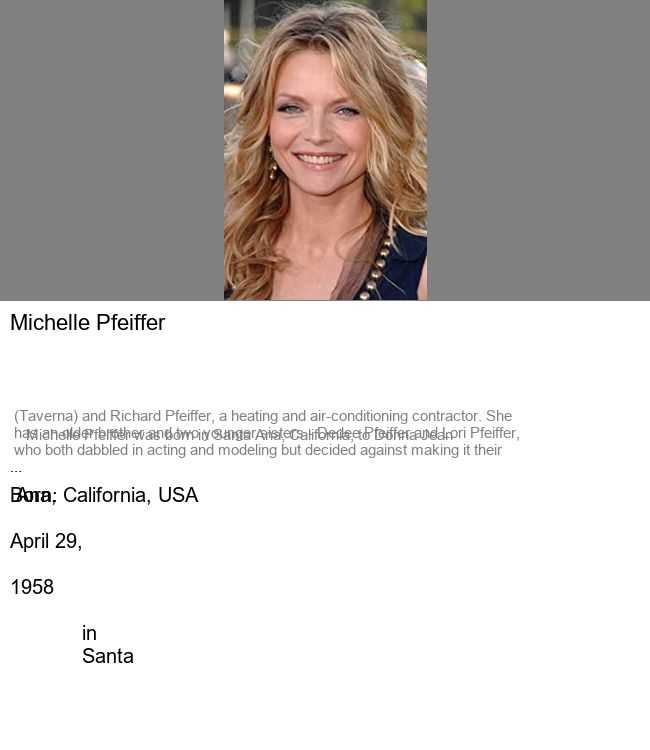 Michelle Pfeiffer
Michelle Pfeiffer was born in Santa Ana, California, to Donna Jean
(Taverna) and Richard Pfeiffer, a heating and air-conditioning contractor. She
has an older brother and two younger sisters - Dedee Pfeiffer, and Lori Pfeiffer,
who both dabbled in acting and modeling but decided against making it their
...
Born:
Ana, California, USA
April 29,
1958
in
Santa